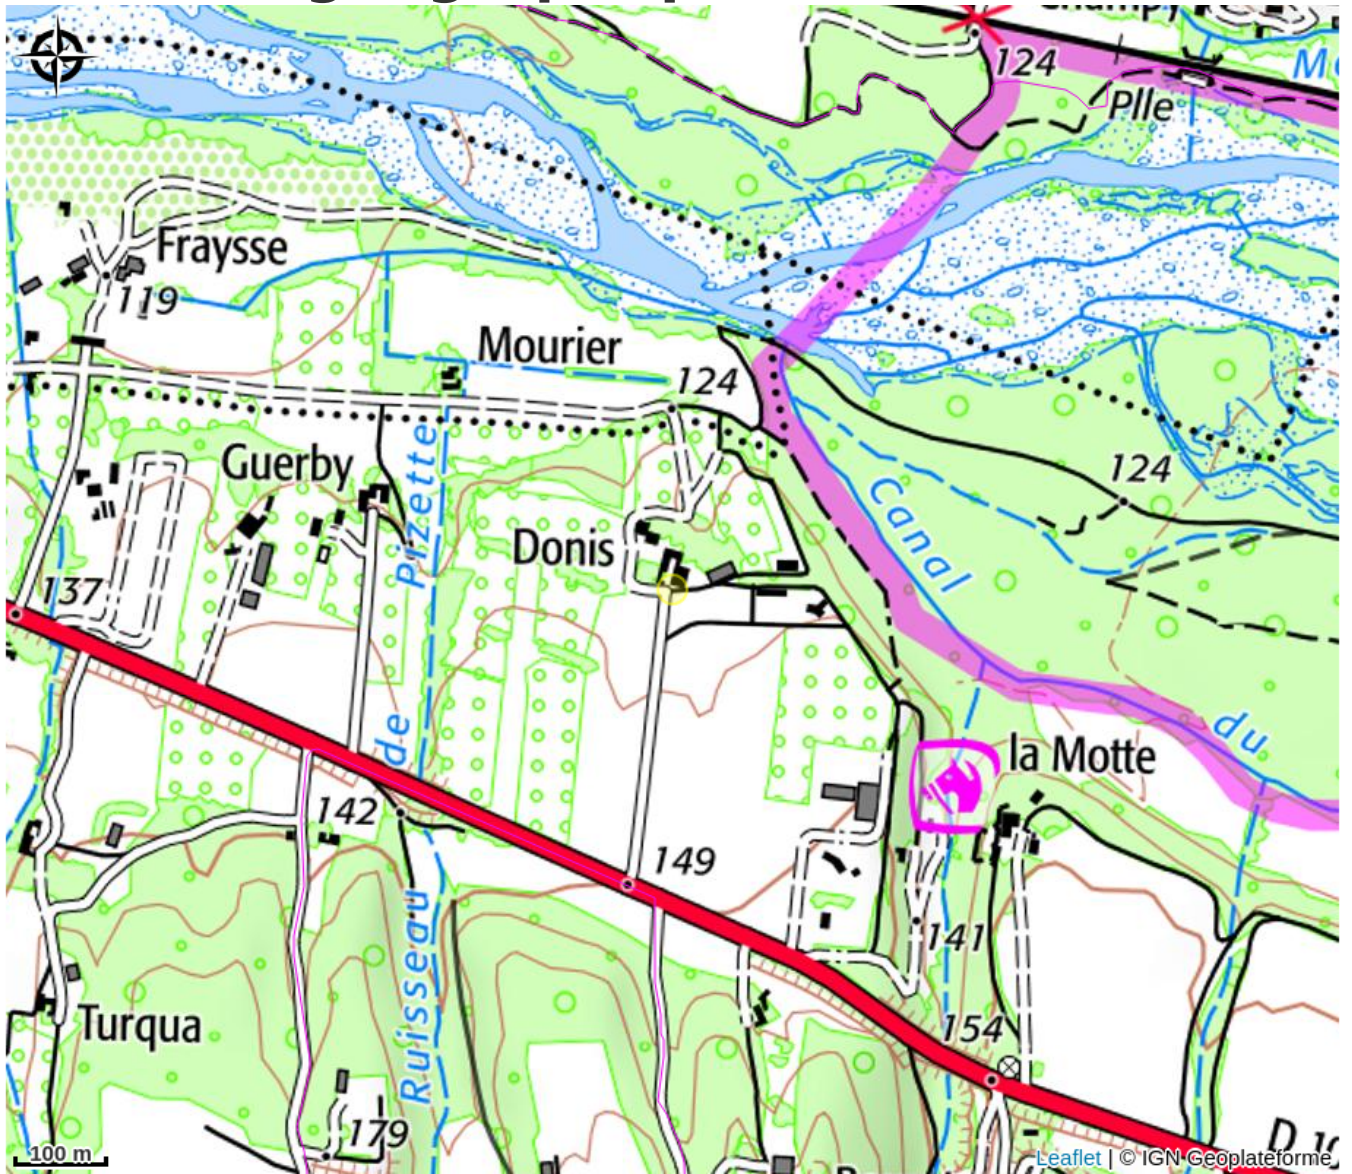 124
Plle
Fraysse
119
Mourier
124
Guerby
124
Canal
Donis
137
Pizette
de
du
la Motte
142
149
141
Ruisseau
Turqua
154
179
100 m
Leaflet | © IGN Geoplateforme